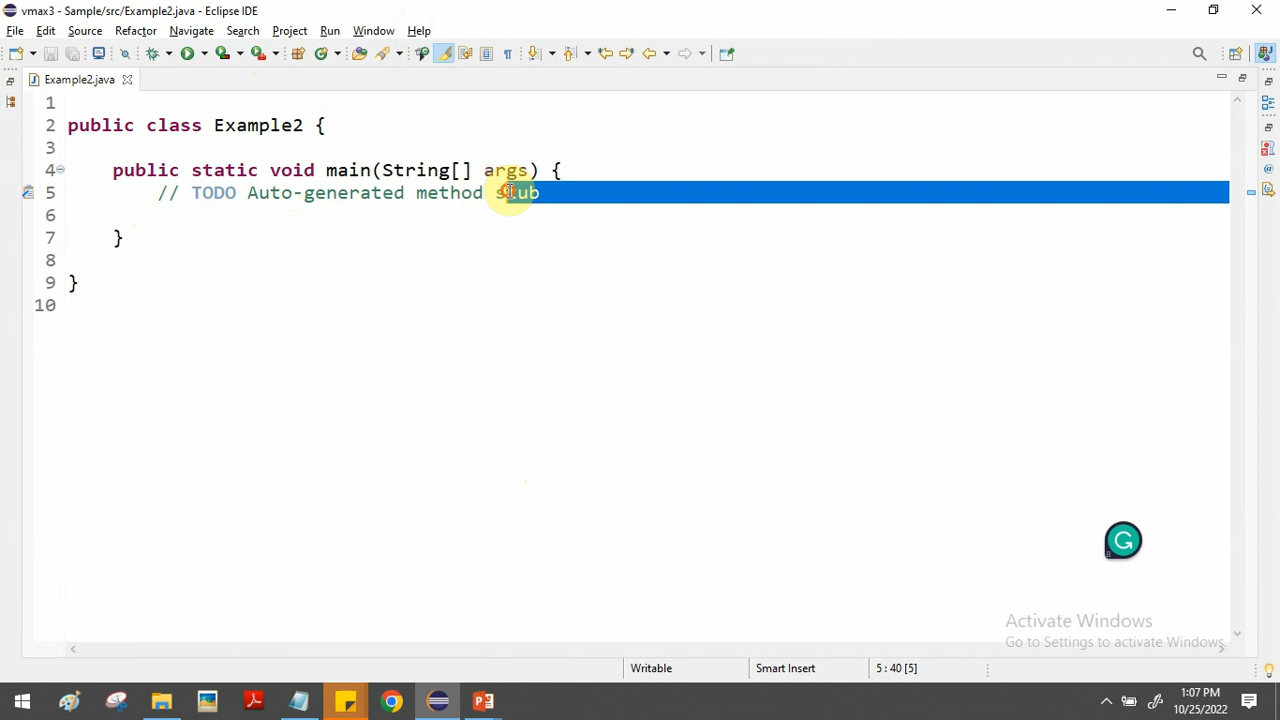 vmax3 - Sample/src/Example2.java - Eclipse IDE
File Edit Source Refactor Navigate Search Project Run Window Help
Example2.java
1
2 public class Example2 {
3
4 public static void main(String[] args) {
5 // TODO Auto-generated method stub
6
7 }
8
9 }
10
Activate Windows
Go to Settings to activate Windows.
Writable Smart Insert 5 : 40 [5]
1:07 PM
10/25/2022